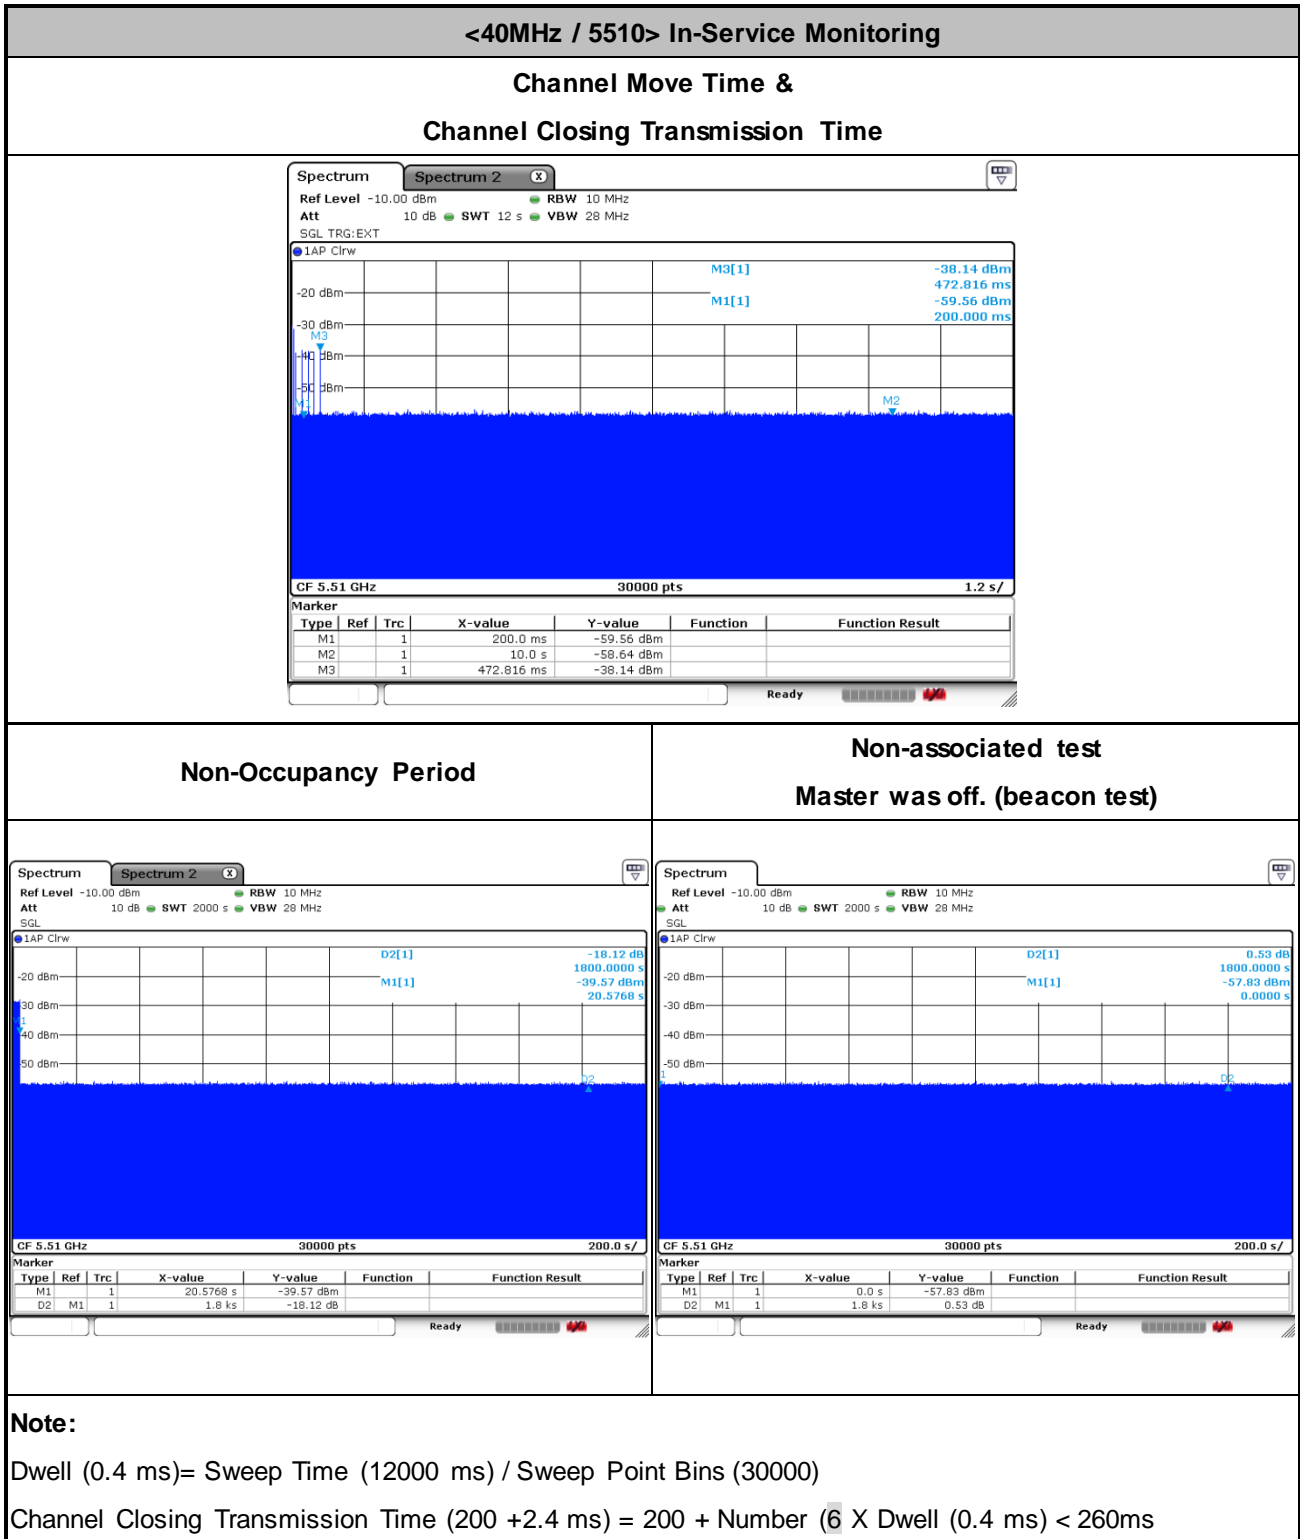 <40MHz / 5510> In-Service Monitoring
Channel Move Time &
Channel Closing Transmission Time
Spectrum Spectrum 2 X
Ref Level -10.00 dBm RBW 10 MHz
Att 10 dB SWT 12 s VBW 28 MHz
SGL TRG:EXT
1AP Clrw
M3[1] -38.14 dBm
472.816 ms
-20 dBm
M1[1] -59.56 dBm
200.000 ms
-30 dBm
M3
-40 dBm
-50 dBm
M1
M2
CF 5.51 GHz 30000 pts 1.2 s/
Marker
Type Ref Trc X-value Y-value Function Function Result
M1 1 200.0 ms -59.56 dBm
M2 1 10.0 s -58.64 dBm
M3 1 472.816 ms -38.14 dBm
Ready
Non-Occupancy Period
Non-associated test
Master was off. (beacon test)
Spectrum Spectrum 2 X
Ref Level -10.00 dBm RBW 10 MHz
Att 10 dB SWT 2000 s VBW 28 MHz
SGL
1AP Clrw
D2[1] -18.12 dB
1800.0000 s
-20 dBm
M1[1] -39.57 dBm
20.5768 s
-30 dBm
M1
-40 dBm
-50 dBm
D2
CF 5.51 GHz 30000 pts 200.0 s/
Marker
Type Ref Trc X-value Y-value Function Function Result
M1 1 20.5768 s -39.57 dBm
D2 M1 1 1.8 ks -18.12 dB
Ready
Spectrum
Ref Level -10.00 dBm RBW 10 MHz
Att 10 dB SWT 2000 s VBW 28 MHz
SGL
1AP Clrw
D2[1] 0.53 dB
1800.0000 s
-20 dBm
M1[1] -57.83 dBm
0.0000 s
-30 dBm
-40 dBm
-50 dBm
1
D2
CF 5.51 GHz 30000 pts 200.0 s/
Marker
Type Ref Trc X-value Y-value Function Function Result
M1 1 0.0 s -57.83 dBm
D2 M1 1 1.8 ks 0.53 dB
Ready
Note:
Dwell (0.4 ms)= Sweep Time (12000 ms) / Sweep Point Bins (30000)
Channel Closing Transmission Time (200 +2.4 ms) = 200 + Number (6 X Dwell (0.4 ms) < 260ms